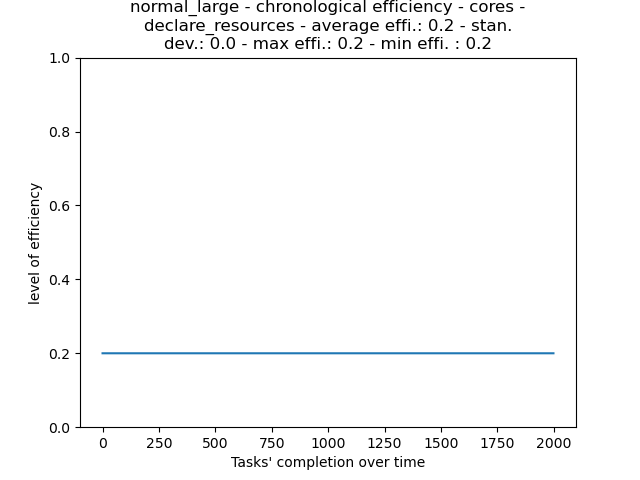 normal_large - chronological efficiency - cores -
declare_resources - average effi.: 0.2 - stan.
dev.: 0.0 - max effi.: 0.2 - min effi. : 0.2
1.0
0.8
0.6
0.4
0.2
0.0
level of efficiency
0 250 500 750 1000 1250 1500 1750 2000
Tasks' completion over time